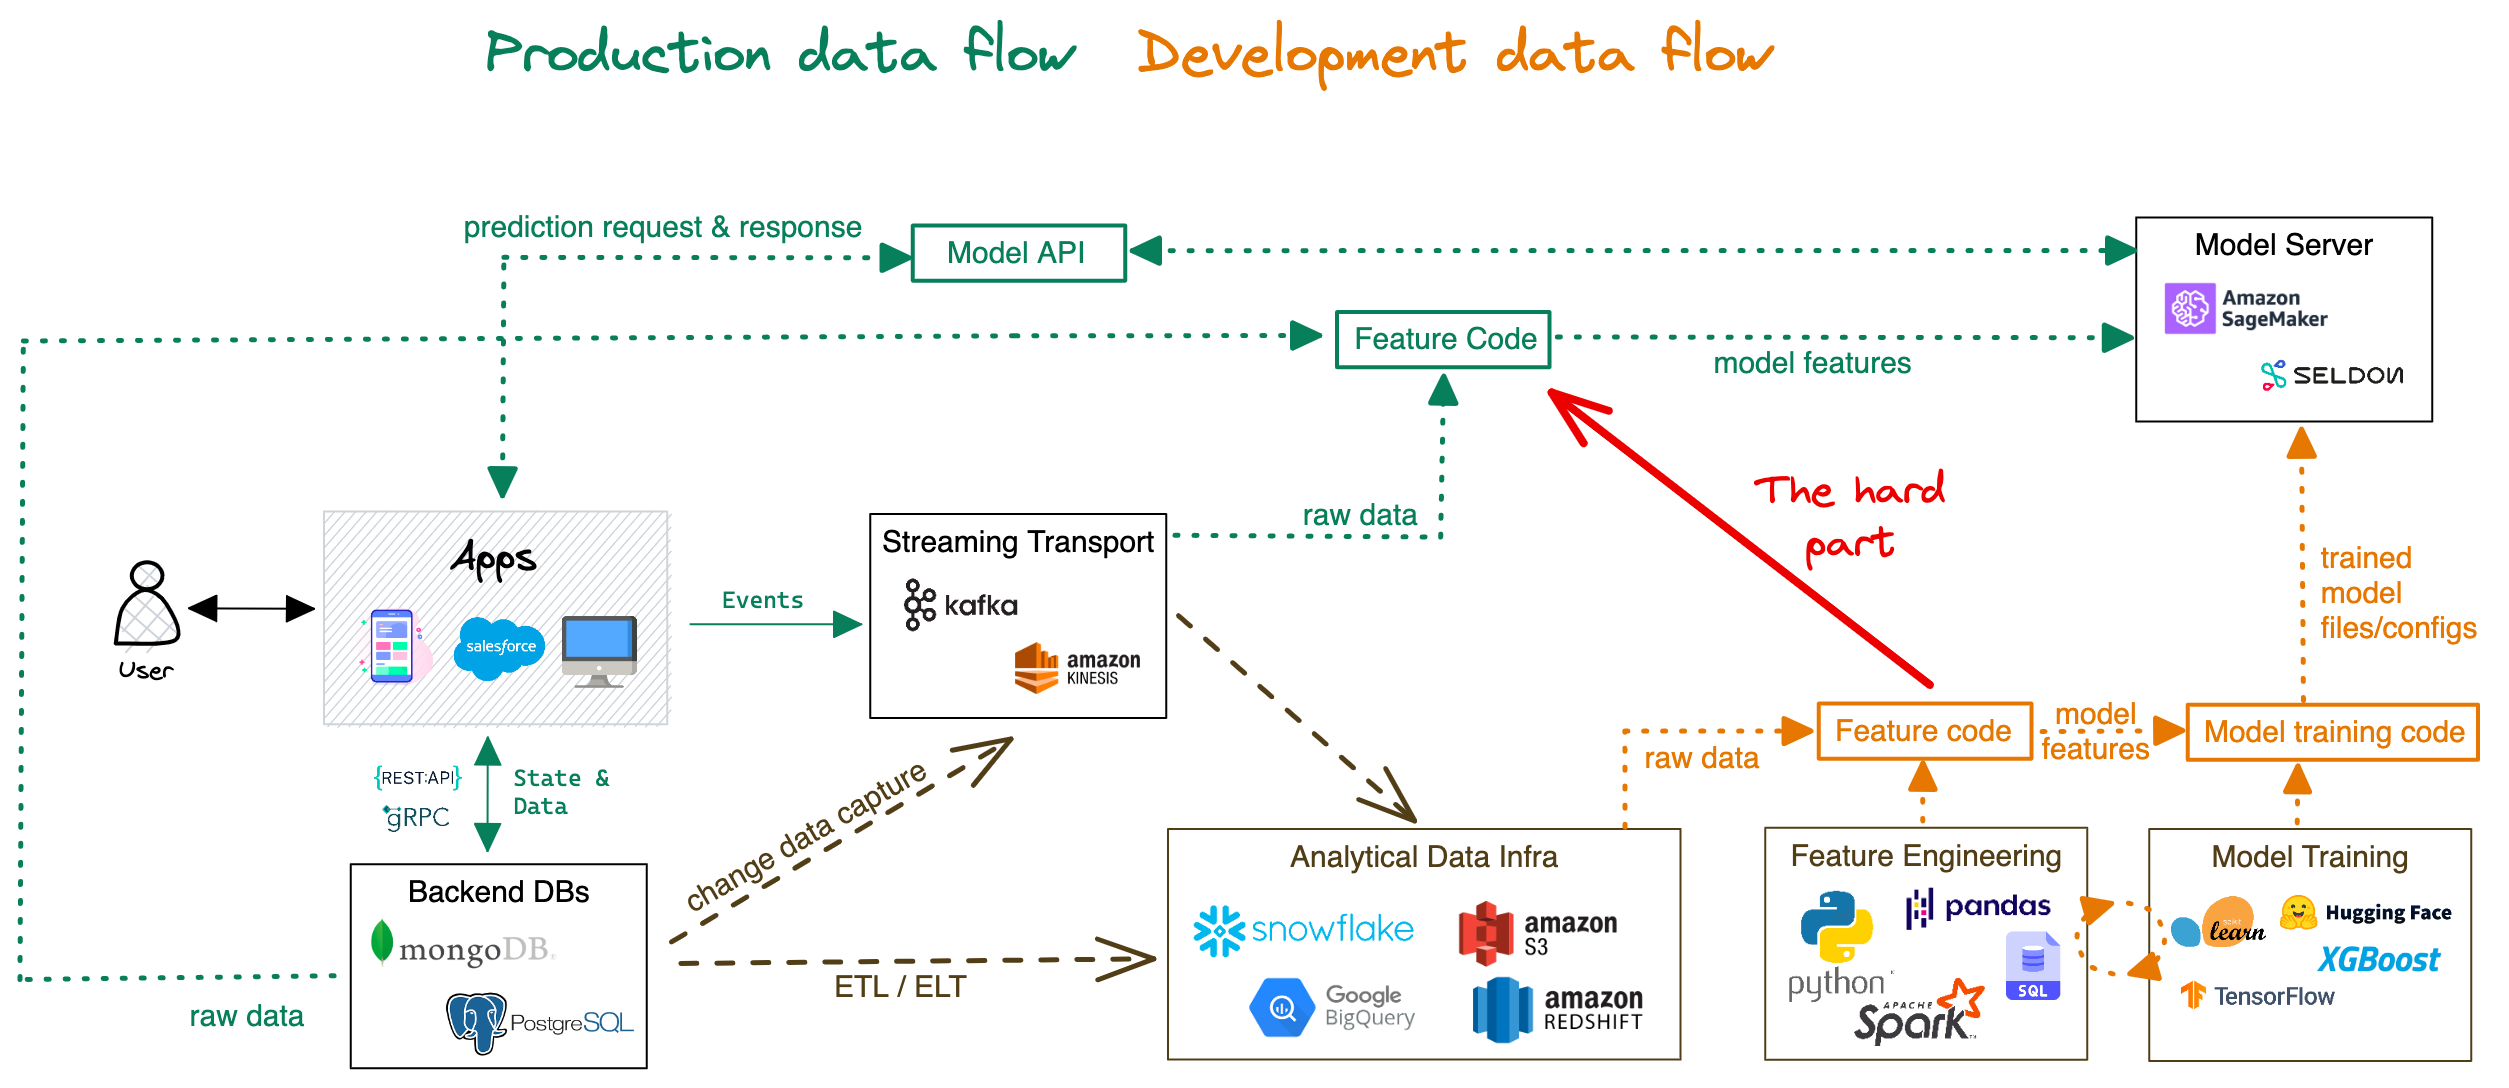 Production data flow
Development data flow
prediction request & response
Model API
Model Server
Amazon
SageMaker
SELDON
Feature Code
model features
The hard
part
raw data
Apps
salesforce
User
Events
Streaming Transport
kafka
amazon
KINESIS
trained
model
files/configs
{REST:API}
gRPC
State &
Data
change data capture
raw data
Feature code
model
features
Model training code
Backend DBs
mongoDB
PostgreSQL
raw data
ETL / ELT
Analytical Data Infra
snowflake
amazon
S3
Google
BigQuery
amazon
REDSHIFT
Feature Engineering
python
pandas
SQL
APACHE
Spark
Model Training
scikit
learn
Hugging Face
XGBoost
TensorFlow